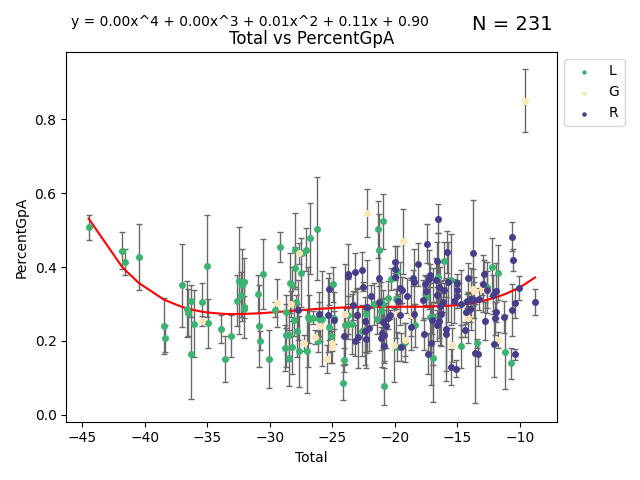 y = 0.00x^4 + 0.00x^3 + 0.01x^2 + 0.11x + 0.90
N = 231
Total vs PercentGpA
L
G
R
PercentGpA
0.8
0.6
0.4
0.2
0.0
−45 −40 −35 −30 −25 −20 −15 −10
Total